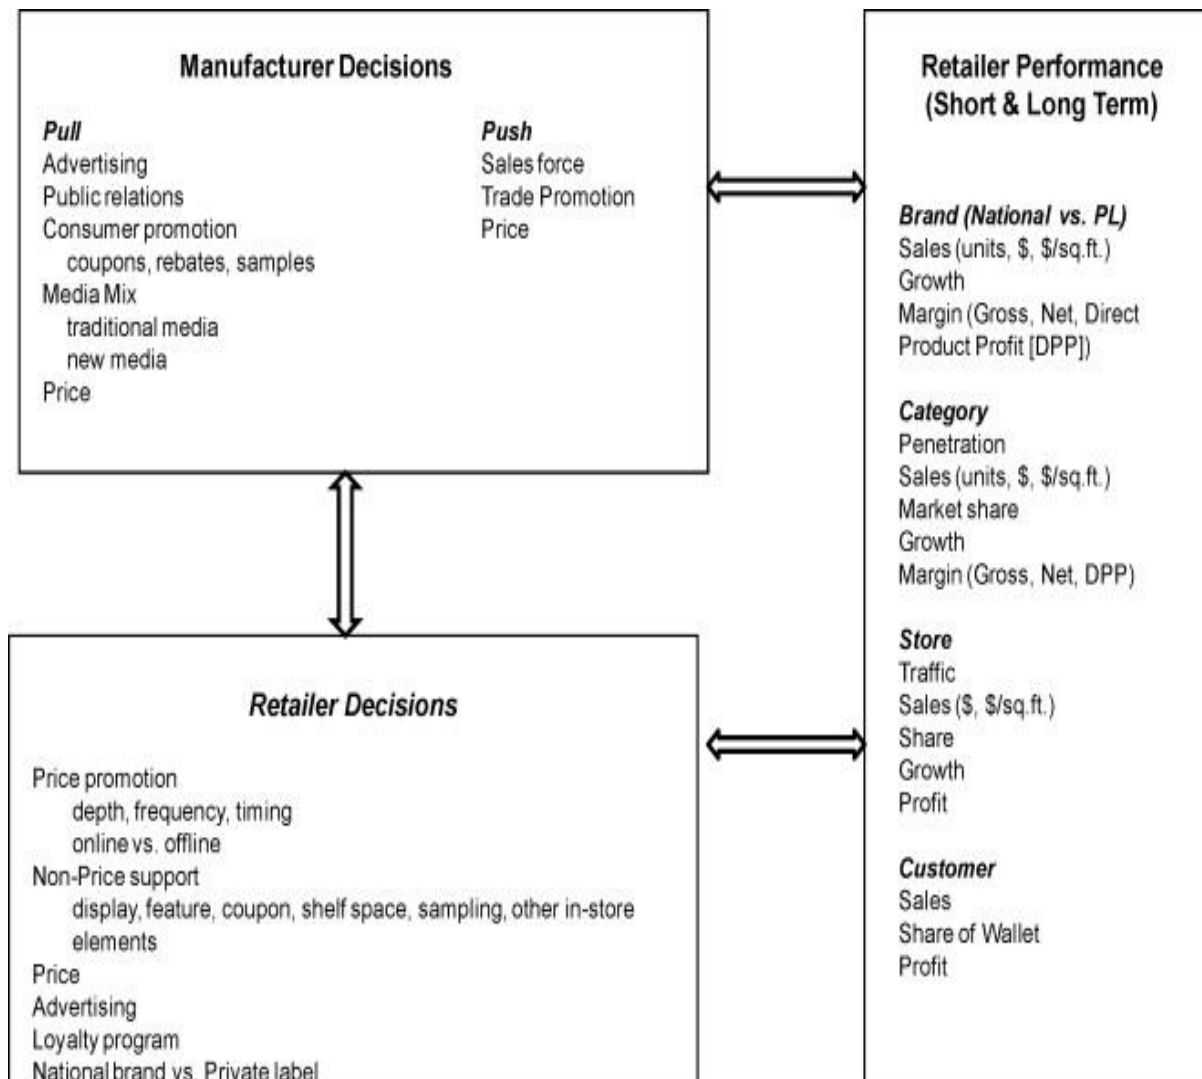 Manufacturer Decisions
Pull
Advertising
Public relations
Consumer promotion
coupons, rebates, samples
Media Mix
traditional media
new media
Price
Push
Sales force
Trade Promotion
Price
Retailer Decisions
Price promotion
depth, frequency, timing
online vs. offline
Non-Price support
display, feature, coupon, shelf space, sampling, other in-store
elements
Price
Advertising
Loyalty program
National brand vs. Private label
Retailer Performance
(Short & Long Term)
Brand (National vs. PL)
Sales (units, $, $/sq.ft.)
Growth
Margin (Gross, Net, Direct
Product Profit [DPP])
Category
Penetration
Sales (units, $, $/sq.ft.)
Market share
Growth
Margin (Gross, Net, DPP)
Store
Traffic
Sales ($, $/sq.ft.)
Share
Growth
Profit
Customer
Sales
Share of Wallet
Profit